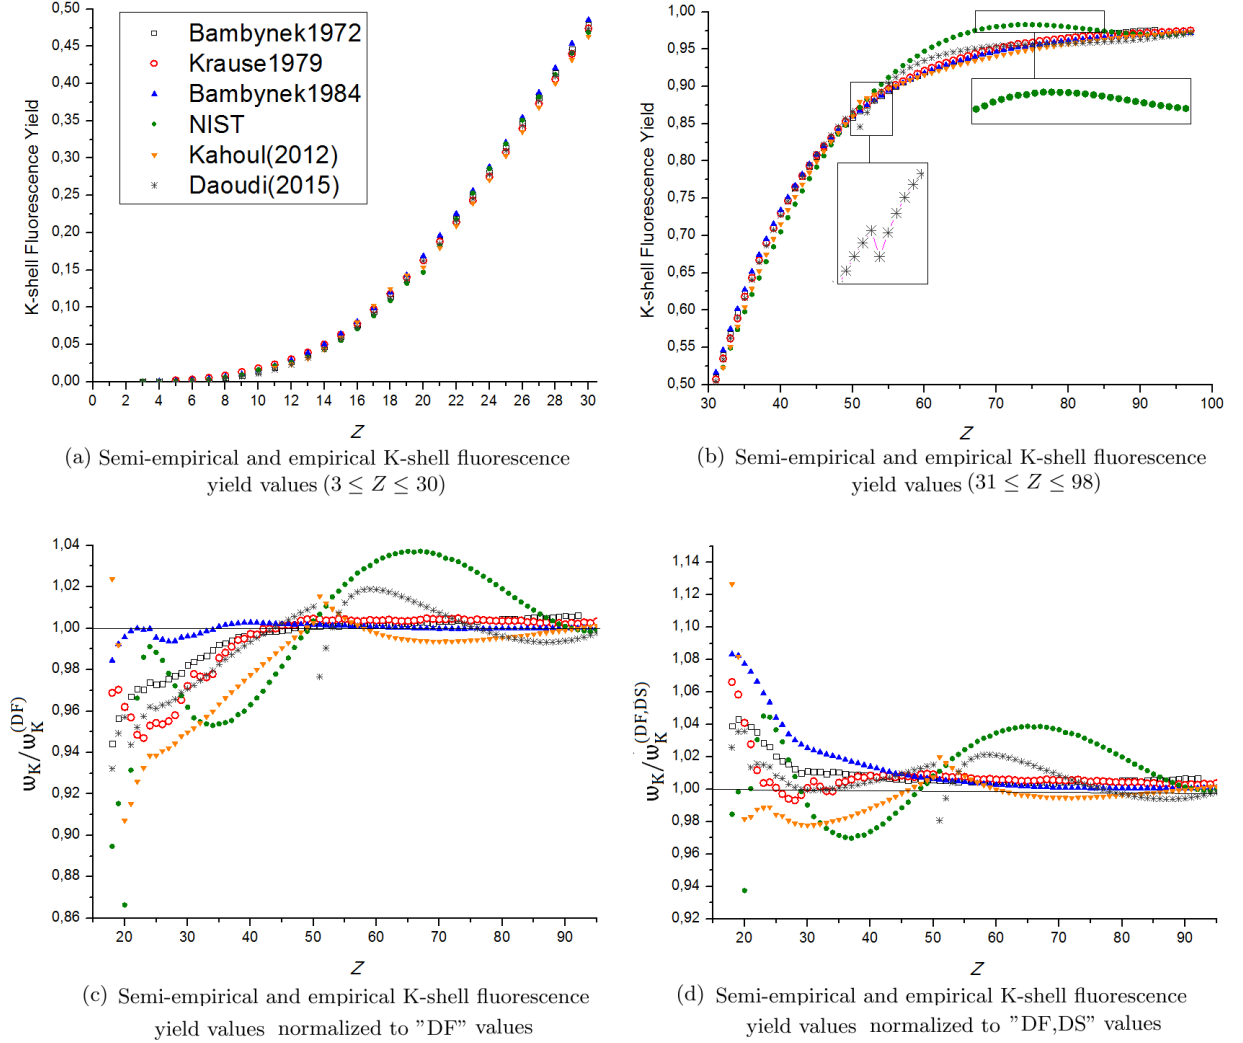 0,50
0,45
0,40
0,35
0,30
0,25
0,20
0,15
0,10
0,05
0,00
K-shell Fluorescence Yield
Bambynek1972
Krause1979
Bambynek1984
NIST
Kahoul(2012)
Daoudi(2015)
0 2 4 6 8 10 12 14 16 18 20 22 24 26 28 30
Z
(a) Semi-empirical and empirical K-shell fluorescence
yield values (3 ≤ Z ≤ 30)
1,00
0,95
0,90
0,85
0,80
0,75
0,70
0,65
0,60
0,55
0,50
K-shell Fluorescence Yield
30 40 50 60 70 80 90 100
Z
(b) Semi-empirical and empirical K-shell fluorescence
yield values (31 ≤ Z ≤ 98)
1,04
1,02
1,00
0,98
0,96
0,94
0,92
0,90
0,88
0,86
ω_K/ω_K^(DF)
20 30 40 50 60 70 80 90
Z
(c) Semi-empirical and empirical K-shell fluorescence
yield values normalized to ”DF” values
1,14
1,12
1,10
1,08
1,06
1,04
1,02
1,00
0,98
0,96
0,94
0,92
ω_K/ω_K^(DF,DS)
20 30 40 50 60 70 80 90
Z
(d) Semi-empirical and empirical K-shell fluorescence
yield values normalized to ”DF,DS” values